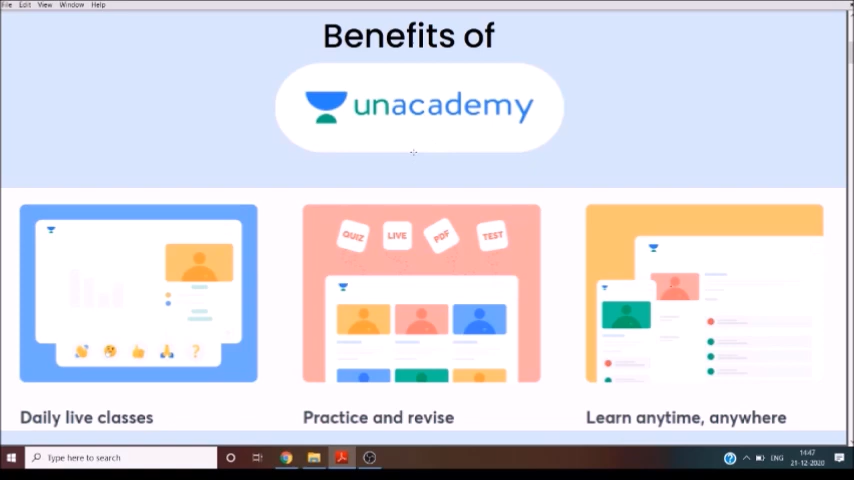 File Edit View Window Help
Benefits of
unacademy
QUIZ LIVE PDF TEST
?
Daily live classes
Practice and revise
Learn anytime, anywhere
Type here to search
ENG
14:47
21-12-2020